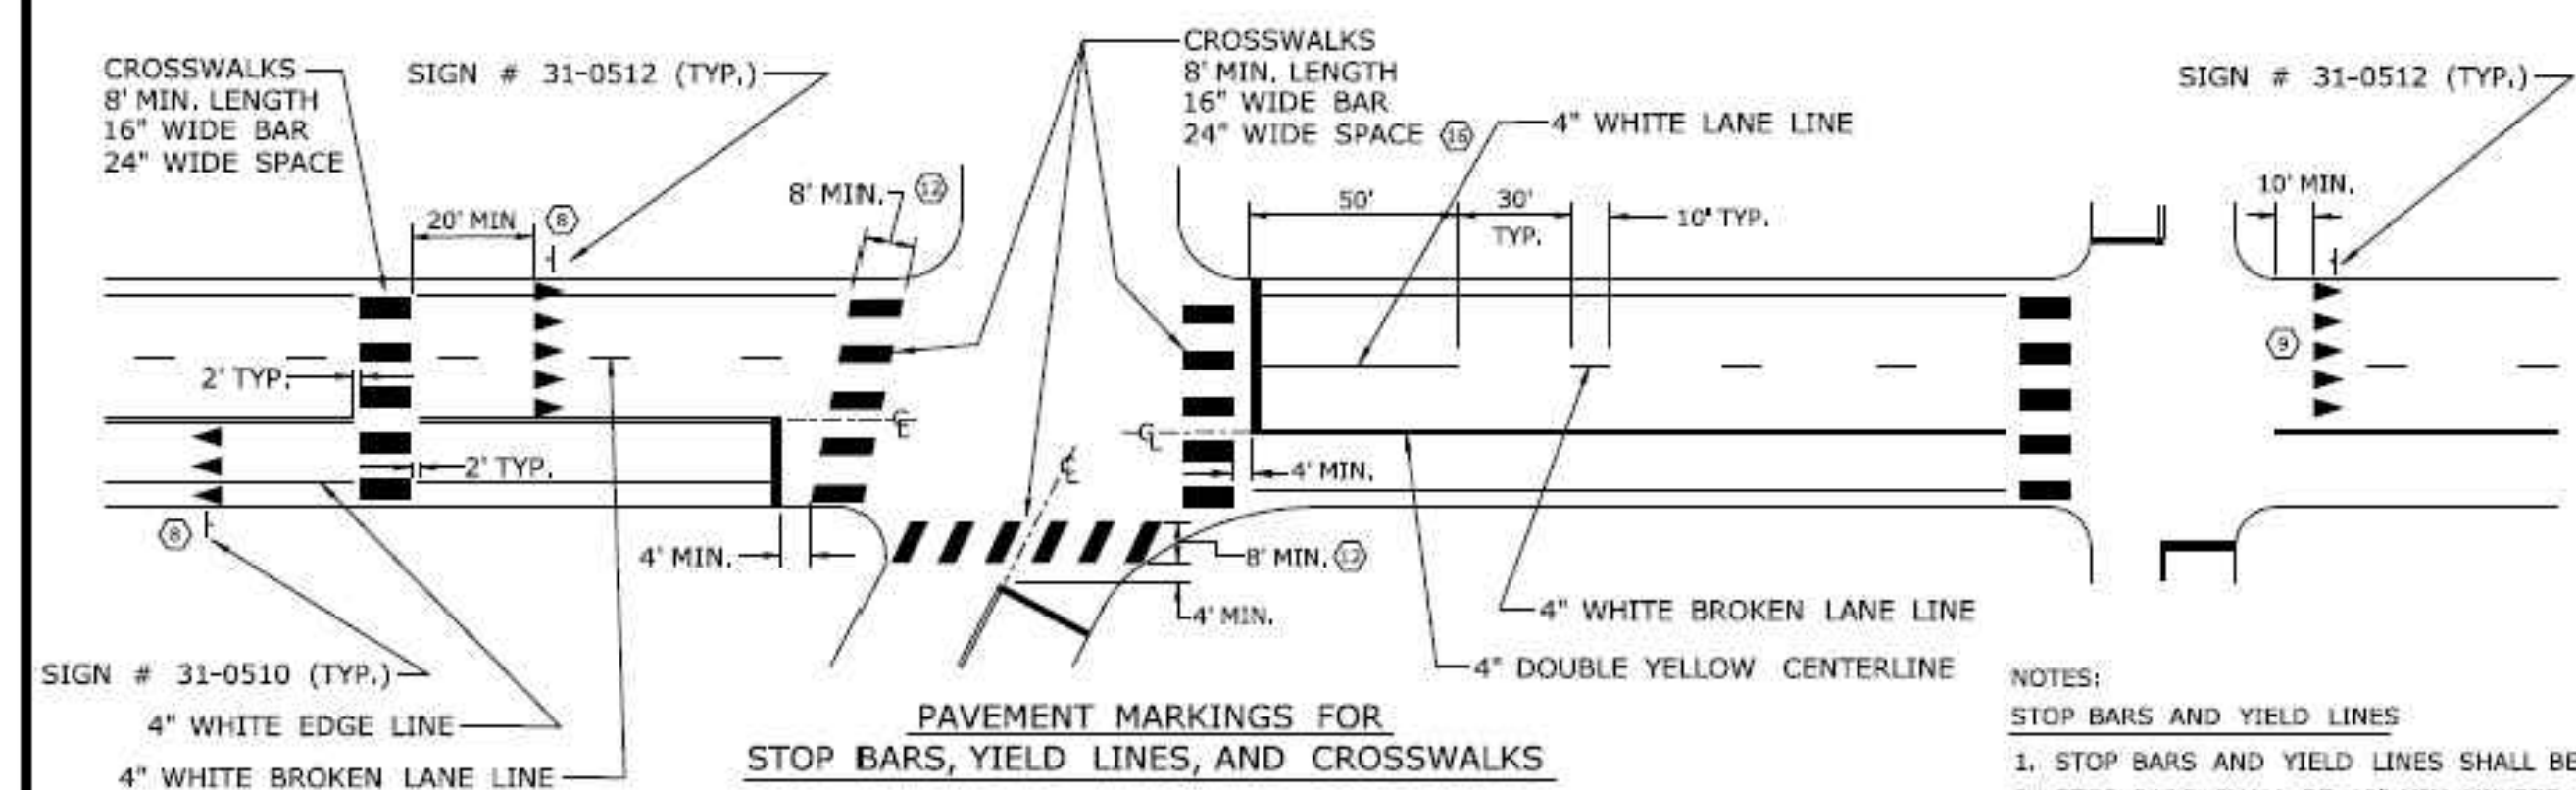 CROSSWALKS
8' MIN. LENGTH
16" WIDE BAR
24" WIDE SPACE
SIGN # 31-0512 (TYP.)
CROSSWALKS
8' MIN. LENGTH
16" WIDE BAR
24" WIDE SPACE 16
4" WHITE LANE LINE
SIGN # 31-0512 (TYP.)
20' MIN 8
8' MIN. 12
50'
30'
TYP.
10' TYP.
10' MIN.
2' TYP.
2' TYP.
9
CL
CL
CL
4' MIN.
8
4' MIN.
8' MIN. 12
4' MIN.
4" WHITE BROKEN LANE LINE
4" DOUBLE YELLOW CENTERLINE
SIGN # 31-0510 (TYP.)
4" WHITE EDGE LINE
4" WHITE BROKEN LANE LINE
PAVEMENT MARKINGS FOR
STOP BARS, YIELD LINES, AND CROSSWALKS
NOTES:
STOP BARS AND YIELD LINES
1. STOP BARS AND YIELD LINES SHALL BE